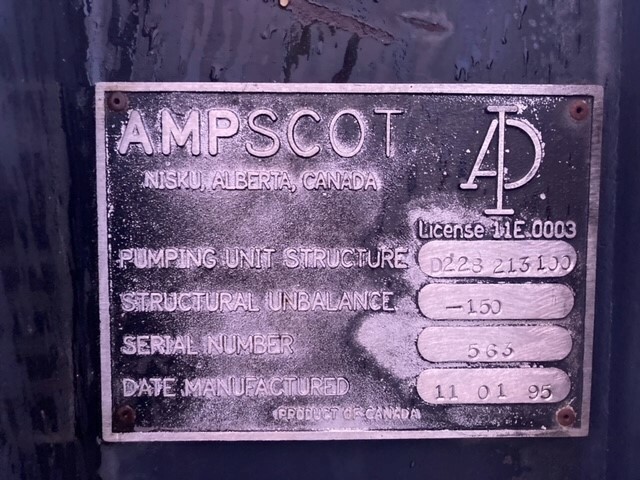 AMPSCOT
NISKU, ALBERTA, CANADA
API
License 11E.0003
PUMPING UNIT STRUCTURE D228 213 100
STRUCTURAL UNBALANCE -150
SERIAL NUMBER 563
DATE MANUFACTURED 11 01 95
PRODUCT OF CANADA